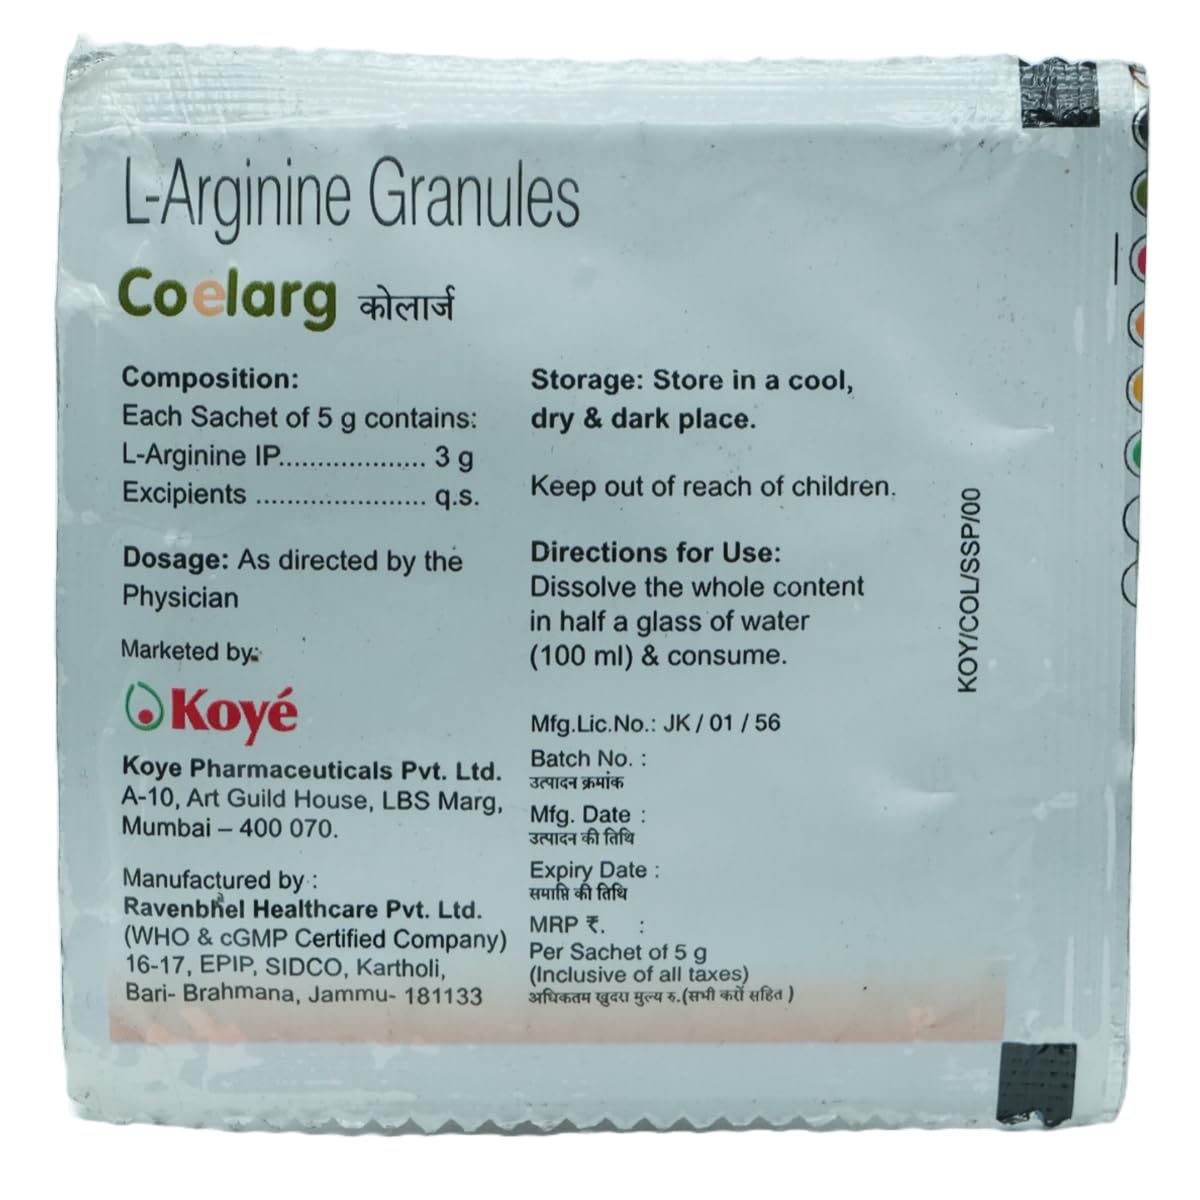 L-Arginine Granules
Coelarg कोलार्ज
Composition:
Each Sachet of 5 g contains:
L-Arginine IP.................... 3 g
Excipients ....................... q.s.
Dosage: As directed by the
Physician
Marketed by:
Koyé
Koye Pharmaceuticals Pvt. Ltd.
A-10, Art Guild House, LBS Marg,
Mumbai – 400 070.
Manufactured by :
Ravenbhel Healthcare Pvt. Ltd.
(WHO & cGMP Certified Company)
16-17, EPIP, SIDCO, Kartholi,
Bari- Brahmana, Jammu- 181133
Storage: Store in a cool,
dry & dark place.
Keep out of reach of children.
Directions for Use:
Dissolve the whole content
in half a glass of water
(100 ml) & consume.
Mfg.Lic.No.: JK / 01 / 56
Batch No. :
उत्पादन क्रमांक
Mfg. Date :
उत्पादन की तिथि
Expiry Date :
समाप्ति की तिथि
MRP ₹. :
Per Sachet of 5 g
(Inclusive of all taxes)
अधिकतम खुदरा मुल्य रु.(सभी करों सहित )
KOY/COL/SSP/00